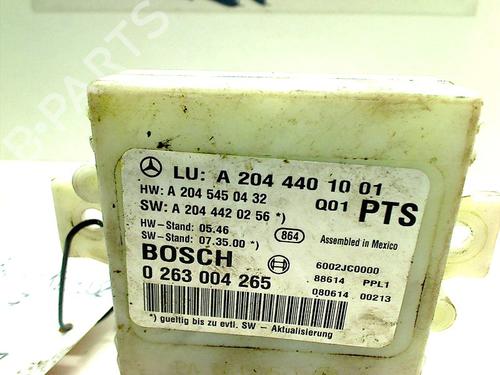 B-PARTS
LU: A 204 440 10 01
HW: A 204 545 04 32 Q01 PTS
SW: A 204 442 02 56 *)
HW-Stand: 05.46
SW-Stand: 07.35.00 *) 864 Assembled in Mexico
BOSCH 6002JC0000
0 263 004 265 88614 PPL1
080614 00213
*) gueltig bis zu evtl. SW - Aktualisierung